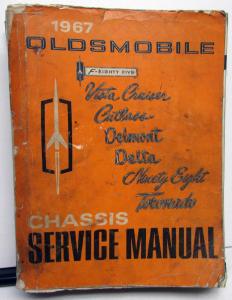 1967
OLDSMOBILE
F-EIGHTY FIVE
Vista Cruiser
Cutlass
Delmont
Delta
Ninety Eight
Toronado
CHASSIS
SERVICE MANUAL